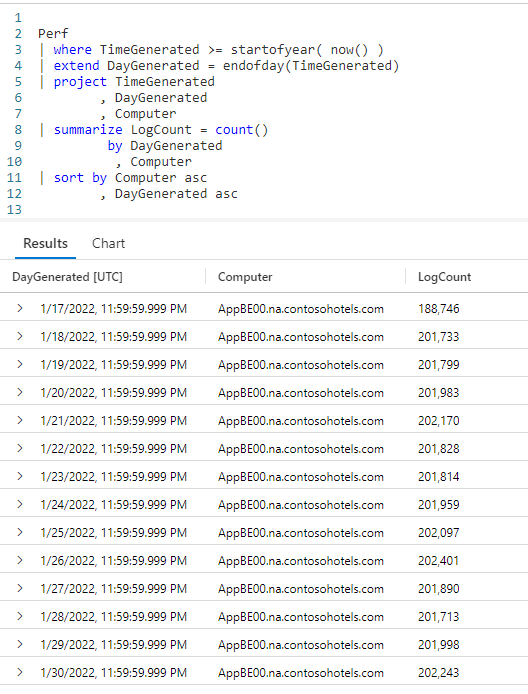 1
2 Perf
3 | where TimeGenerated >= startofyear( now() )
4 | extend DayGenerated = endofday(TimeGenerated)
5 | project TimeGenerated
6 , DayGenerated
7 , Computer
8 | summarize LogCount = count()
9 by DayGenerated
10 , Computer
11 | sort by Computer asc
12 , DayGenerated asc
13
Results Chart
DayGenerated [UTC] Computer LogCount
1/17/2022, 11:59:59.999 PM AppBE00.na.contosohotels.com 188,746
1/18/2022, 11:59:59.999 PM AppBE00.na.contosohotels.com 201,733
1/19/2022, 11:59:59.999 PM AppBE00.na.contosohotels.com 201,799
1/20/2022, 11:59:59.999 PM AppBE00.na.contosohotels.com 201,983
1/21/2022, 11:59:59.999 PM AppBE00.na.contosohotels.com 202,170
1/22/2022, 11:59:59.999 PM AppBE00.na.contosohotels.com 201,828
1/23/2022, 11:59:59.999 PM AppBE00.na.contosohotels.com 201,814
1/24/2022, 11:59:59.999 PM AppBE00.na.contosohotels.com 201,959
1/25/2022, 11:59:59.999 PM AppBE00.na.contosohotels.com 202,097
1/26/2022, 11:59:59.999 PM AppBE00.na.contosohotels.com 202,401
1/27/2022, 11:59:59.999 PM AppBE00.na.contosohotels.com 201,890
1/28/2022, 11:59:59.999 PM AppBE00.na.contosohotels.com 201,713
1/29/2022, 11:59:59.999 PM AppBE00.na.contosohotels.com 201,998
1/30/2022, 11:59:59.999 PM AppBE00.na.contosohotels.com 202,243